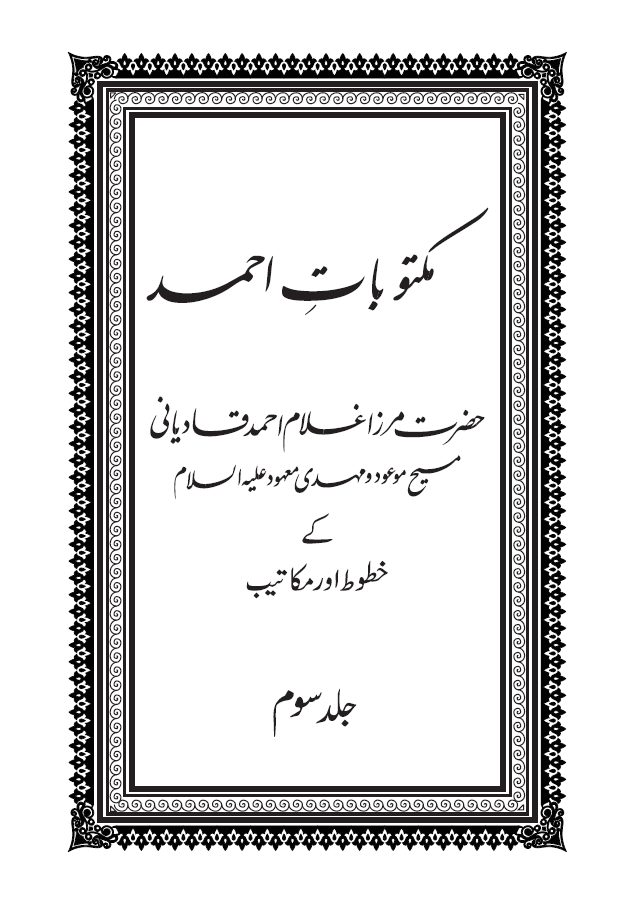 مکتوباتِ احمد
حضرت مرزا غلام احمد قادیانی
مسیح موعود و مہدی معہود علیہ السلام
کے
خطوط اور مکاتیب
جلد سوم